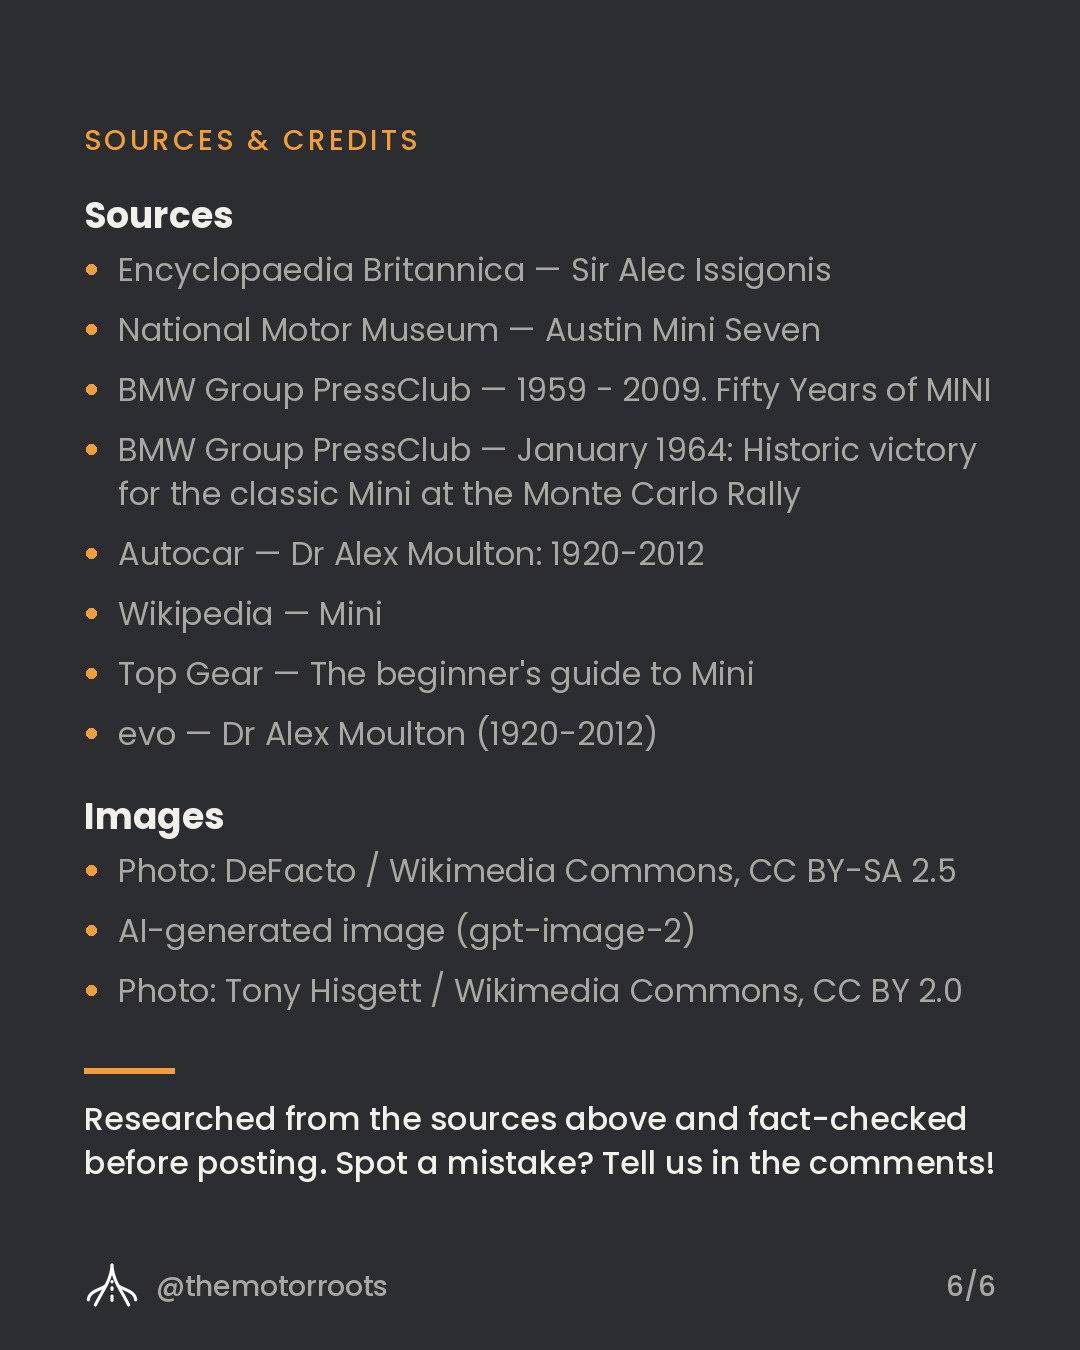 SOURCES & CREDITS
Sources
• Encyclopaedia Britannica — Sir Alec Issigonis
• National Motor Museum — Austin Mini Seven
• BMW Group PressClub — 1959 - 2009. Fifty Years of MINI
• BMW Group PressClub — January 1964: Historic victory
for the classic Mini at the Monte Carlo Rally
• Autocar — Dr Alex Moulton: 1920-2012
• Wikipedia — Mini
• Top Gear — The beginner's guide to Mini
• evo — Dr Alex Moulton (1920-2012)
Images
• Photo: DeFacto / Wikimedia Commons, CC BY-SA 2.5
• AI-generated image (gpt-image-2)
• Photo: Tony Hisgett / Wikimedia Commons, CC BY 2.0
Researched from the sources above and fact-checked
before posting. Spot a mistake? Tell us in the comments!
@themotorroots 6/6